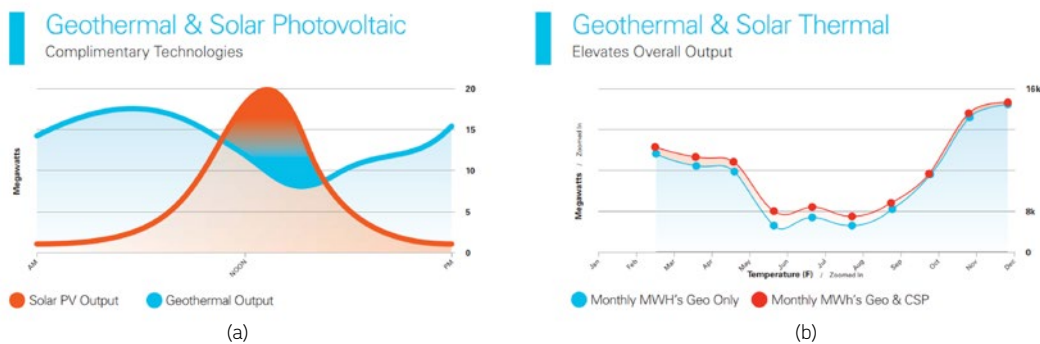 Geothermal & Solar Photovoltaic
Complimentary Technologies
20
15
10
5
0
Megawatts
AM
NOON
PM
Solar PV Output
Geothermal Output
(a)
Geothermal & Solar Thermal
Elevates Overall Output
16k
8k
0
Megawatts / Zoomed In
Jan
Feb
Mar
Apr
May
Jun
Jul
Aug
Sep
Oct
Nov
Dec
Temperature (F) / Zoomed In
Monthly MWH's Geo Only
Monthly MWh's Geo & CSP
(b)